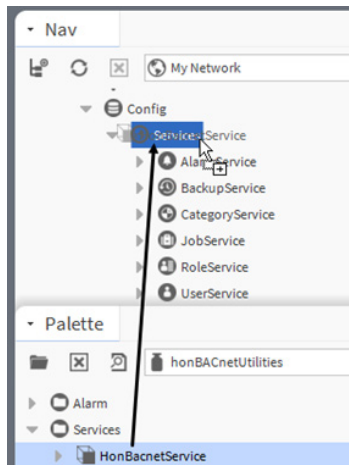 Nav
My Network
Config
Services
AlarmService
BackupService
CategoryService
JobService
RoleService
UserService
Palette
honBACnetUtilities
Alarm
Services
HonBacnetService